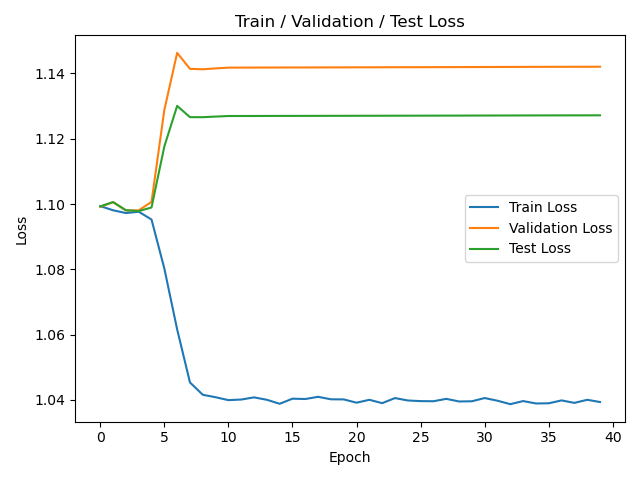 Train / Validation / Test Loss
1.14
1.12
1.10
1.08
1.06
1.04
Loss
Train Loss
Validation Loss
Test Loss
0 5 10 15 20 25 30 35 40
Epoch